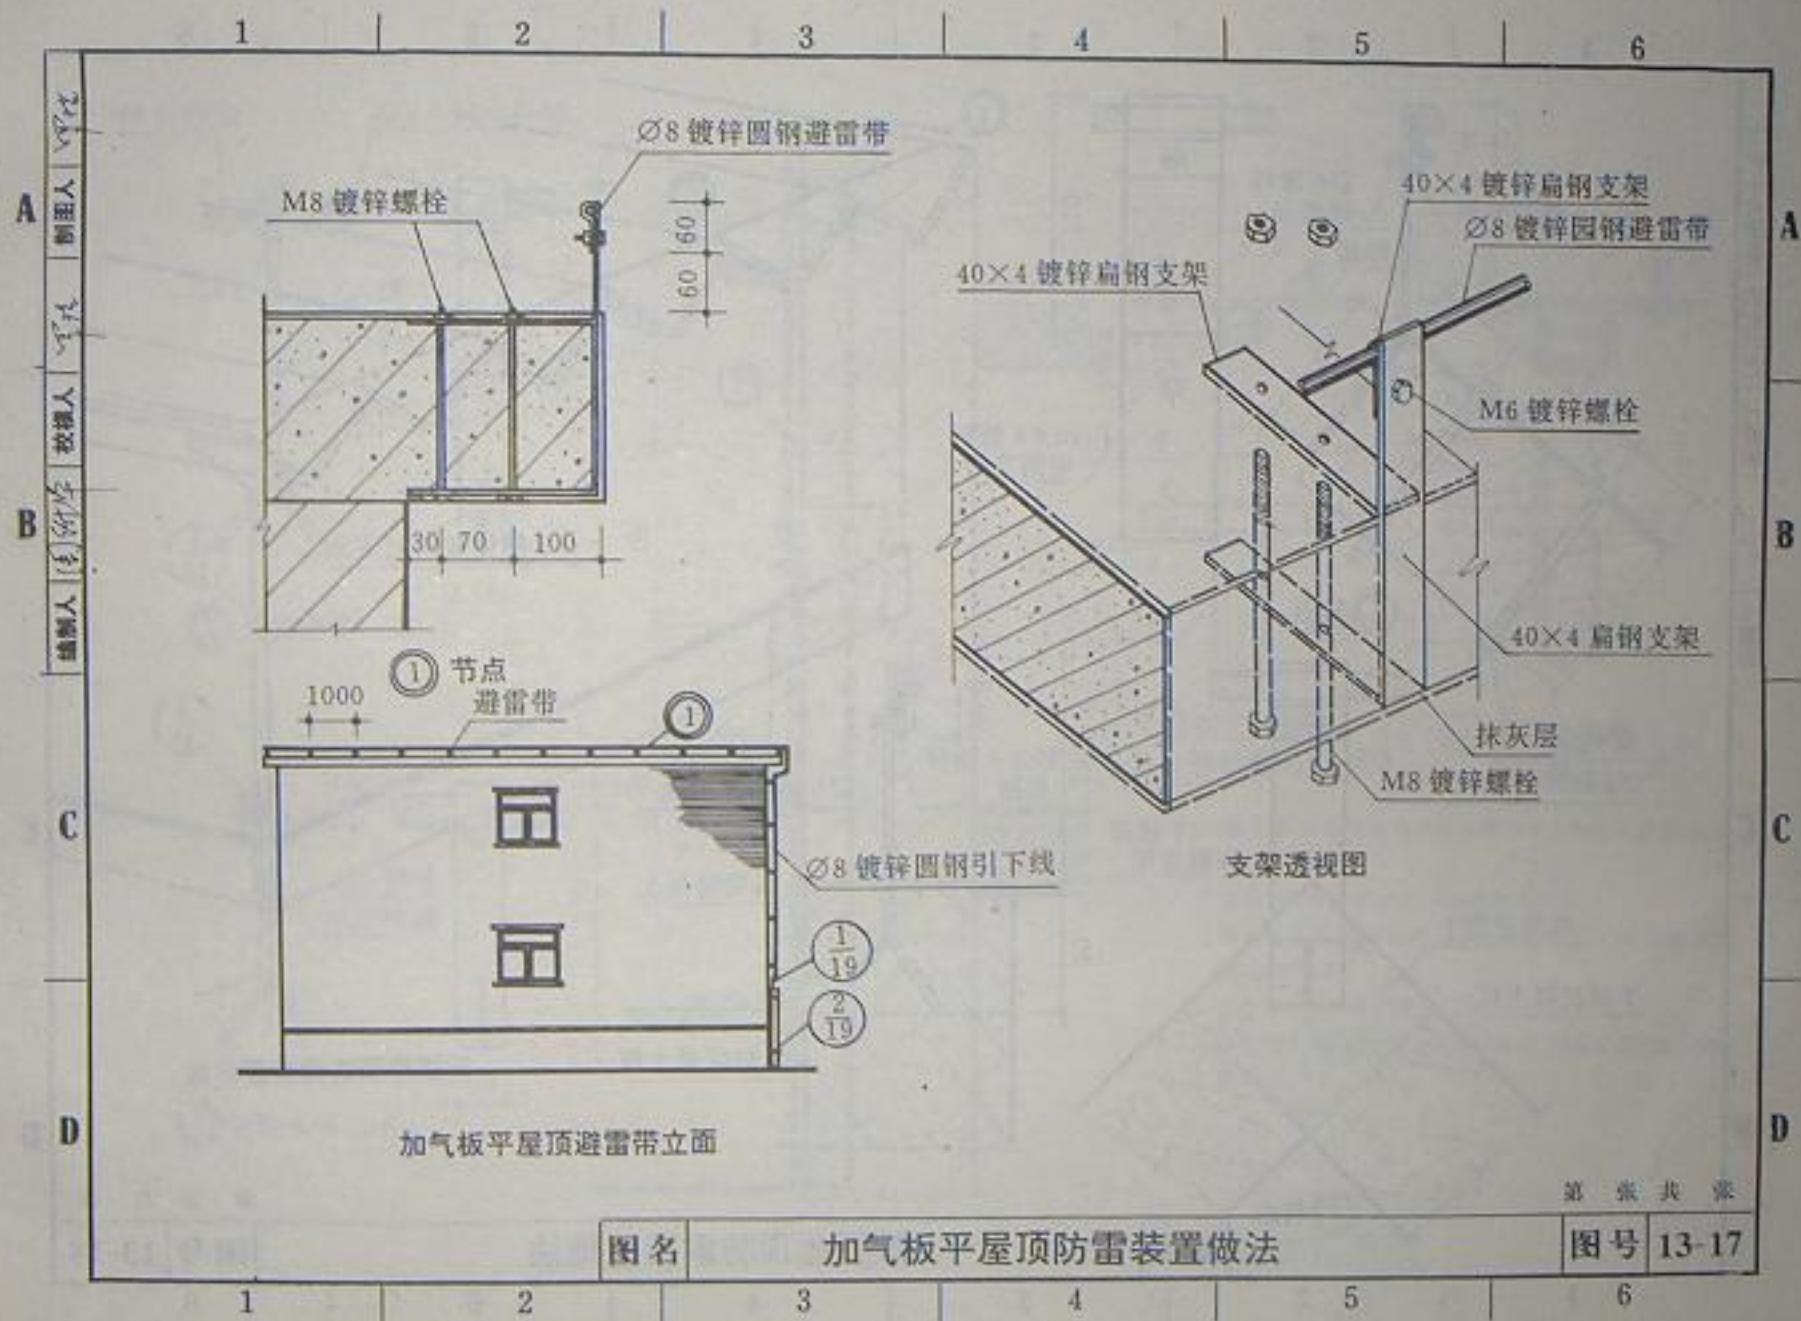 1 2 3 4 5 6
A
B
C
D
制图人
校核人
编制人
Ø8 镀锌圆钢避雷带
M8 镀锌螺栓
60
60
30 70 100
1 节点
1000
避雷带
1
Ø8 镀锌圆钢引下线
1
19
2
19
加气板平屋顶避雷带立面
40×4 镀锌扁钢支架
Ø8 镀锌园钢避雷带
40×4 镀锌扁钢支架
M6 镀锌螺栓
40×4 扁钢支架
抹灰层
M8 镀锌螺栓
支架透视图
A
B
C
D
第 张 共 张
图名 加气板平屋顶防雷装置做法 图号 13-17
1 2 3 4 5 6